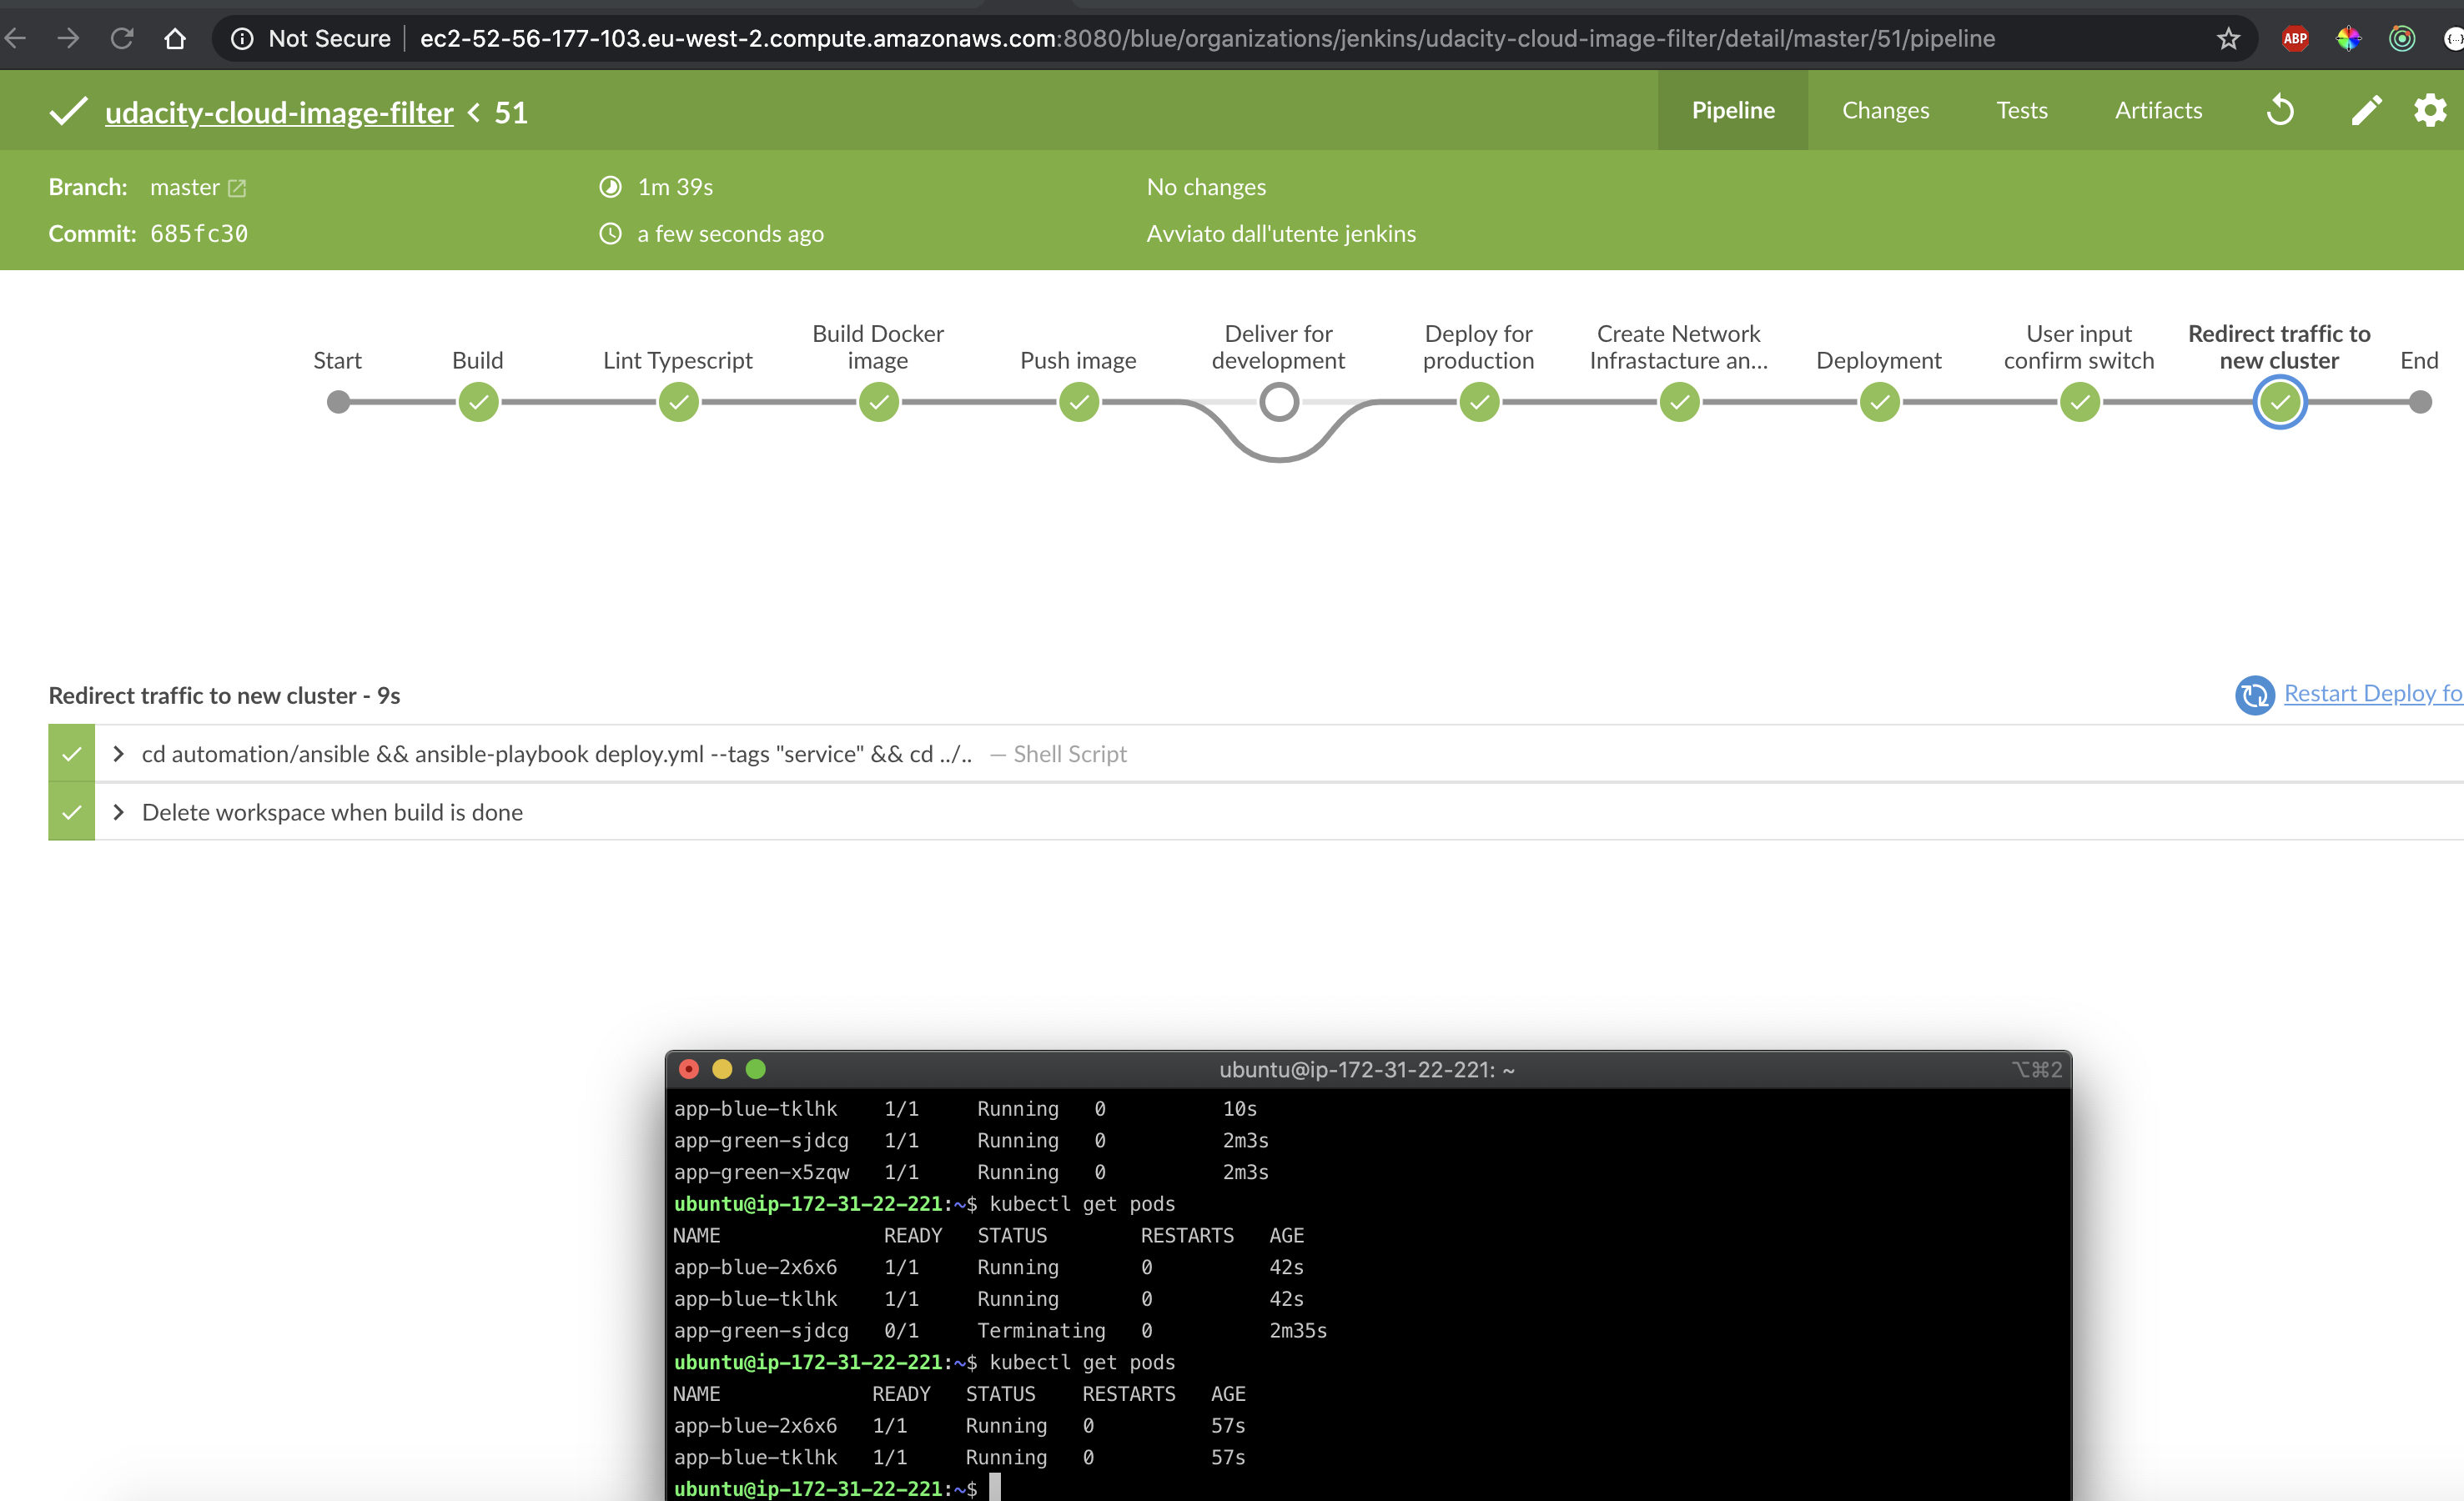 Not Secure ec2-52-56-177-103.eu-west-2.compute.amazonaws.com:8080/blue/organizations/jenkins/udacity-cloud-image-filter/detail/master/51/pipeline
ABP
udacity-cloud-image-filter < 51
Pipeline Changes Tests Artifacts
Branch: master 1m 39s No changes
Commit: 685fc30 a few seconds ago Avviato dall'utente jenkins
Start
Build
Lint Typescript
Build Docker
image
Push image
Deliver for
development
Deploy for
production
Create Network
Infrastacture an...
Deployment
User input
confirm switch
Redirect traffic to
new cluster
End
Redirect traffic to new cluster - 9s
Restart Deploy fo
cd automation/ansible && ansible-playbook deploy.yml --tags "service" && cd ../.. — Shell Script
Delete workspace when build is done
ubuntu@ip-172-31-22-221: ~ ⌥⌘2
app-blue-tklhk 1/1 Running 0 10s
app-green-sjdcg 1/1 Running 0 2m3s
app-green-x5zqw 1/1 Running 0 2m3s
ubuntu@ip-172-31-22-221:~$ kubectl get pods
NAME READY STATUS RESTARTS AGE
app-blue-2x6x6 1/1 Running 0 42s
app-blue-tklhk 1/1 Running 0 42s
app-green-sjdcg 0/1 Terminating 0 2m35s
ubuntu@ip-172-31-22-221:~$ kubectl get pods
NAME READY STATUS RESTARTS AGE
app-blue-2x6x6 1/1 Running 0 57s
app-blue-tklhk 1/1 Running 0 57s
ubuntu@ip-172-31-22-221:~$